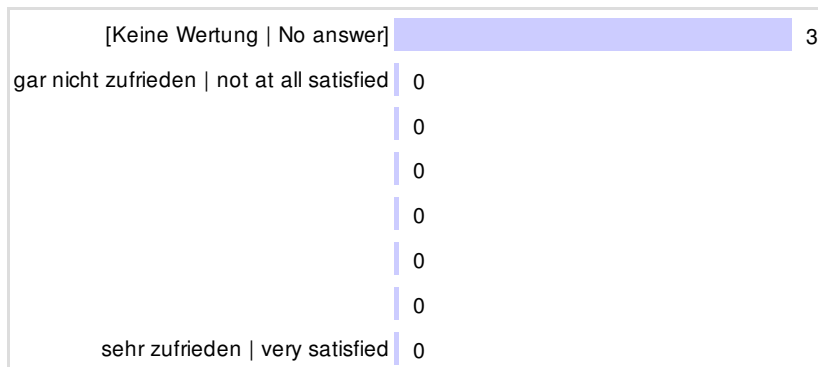 [Keine Wertung | No answer] 3
gar nicht zufrieden | not at all satisfied 0
0
0
0
0
0
sehr zufrieden | very satisfied 0